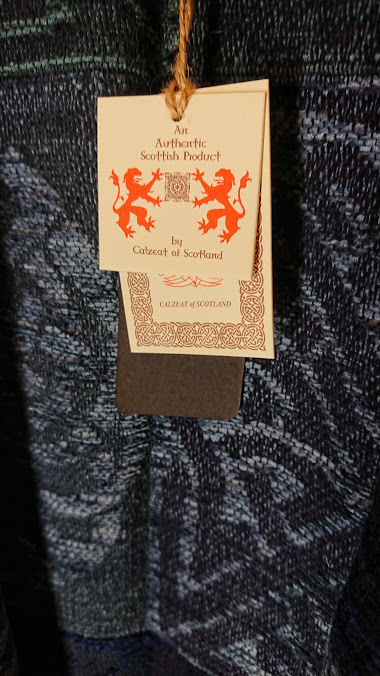 An
Authentic
Scottish Product
by
Calzeat of Scotland
CALZEAT of SCOTLAND